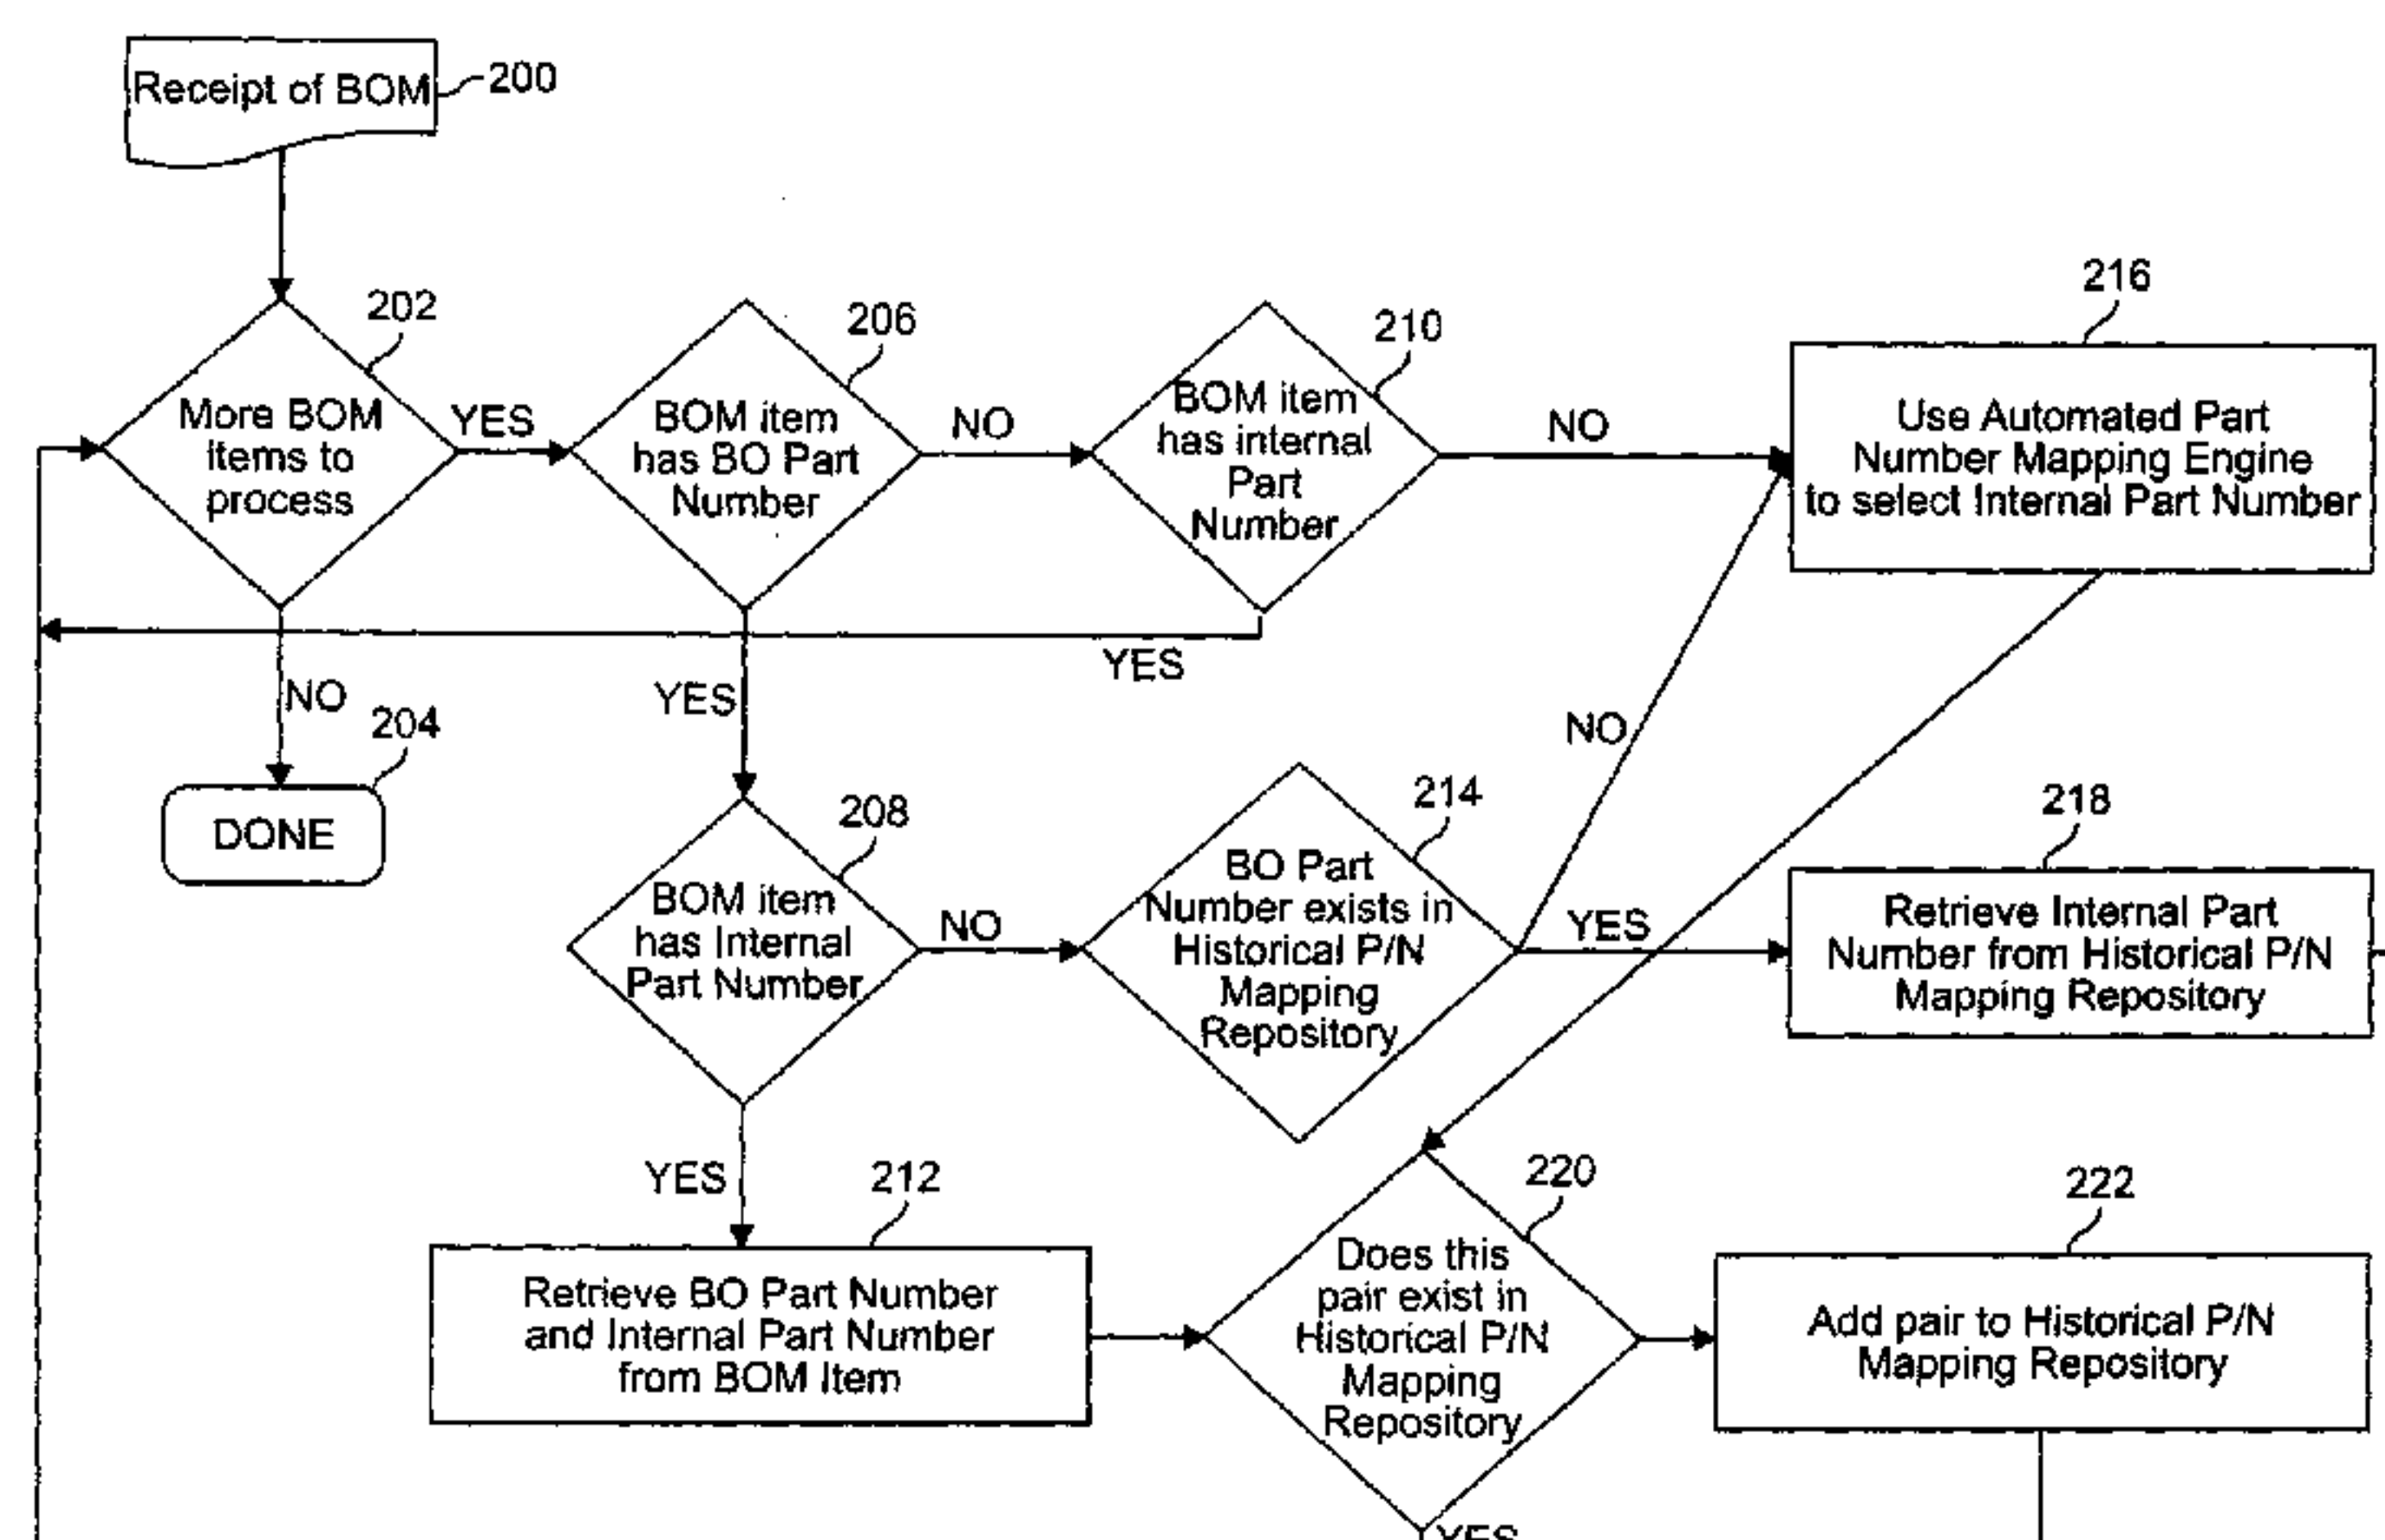 Receipt of BOM
200
202
More BOM
items to
process
YES
206
BOM item
has BO Part
Number
NO
210
BOM item
has internal
Part
Number
NO
216
Use Automated Part
Number Mapping Engine
to select Internal Part Number
YES
NO
204
DONE
YES
208
BOM item
has Internal
Part Number
NO
214
BO Part
Number exists in
Historical P/N
Mapping
Repository
NO
YES
218
Retrieve Internal Part
Number from Historical P/N
Mapping Repository
YES
212
Retrieve BO Part Number
and Internal Part Number
from BOM Item
220
Does this
pair exist in
Historical P/N
Mapping
Repository
222
Add pair to Historical P/N
Mapping Repository
YES